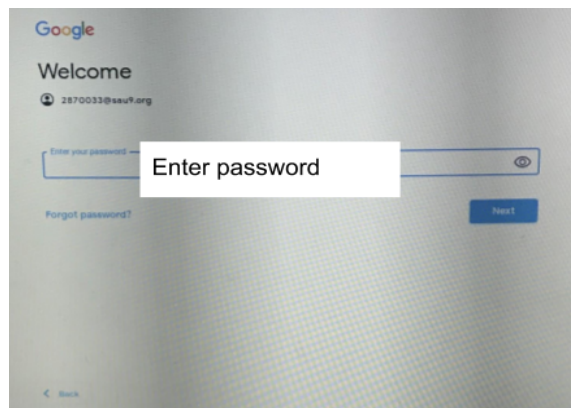 Google
Welcome
2870033@sau9.org
Enter your password
Enter password
Forgot password?
Next
Back